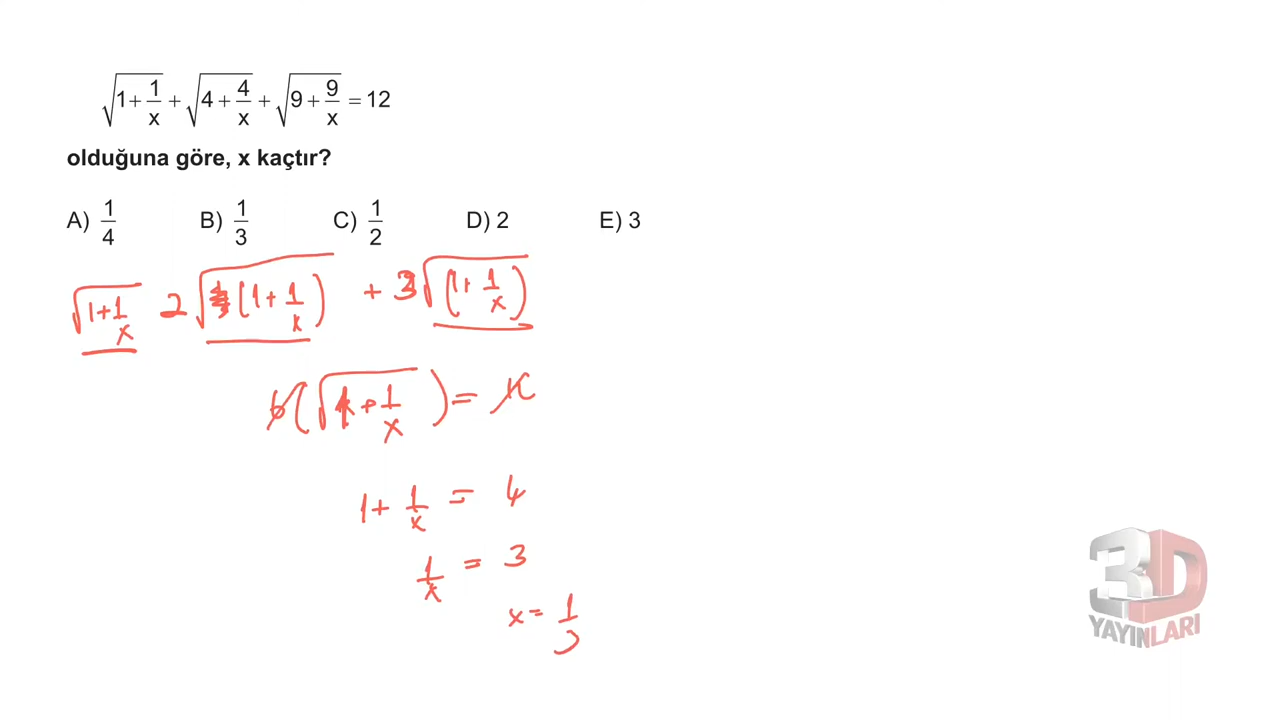 √(1+1/x) + √(4+4/x) + √(9+9/x) = 12
olduğuna göre, x kaçtır?
A) 1/4 B) 1/3 C) 1/2 D) 2 E) 3
√(1+1/x) 2√((1+1/x)) + 3√((1+1/x))
6(√(1+1/x)) =
1+1/x = 4
1/x = 3
x = 1/3
3D
YAYINLARI